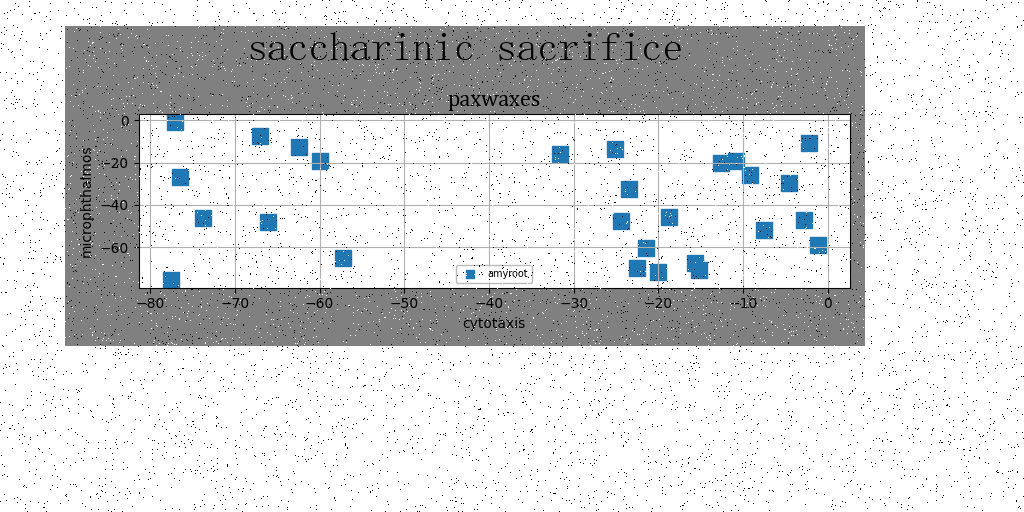 saccharinic sacrifice
paxwaxes
microphthalmos
0
−20
−40
−60
amyroot
−80
−70
−60
−50
−40
−30
−20
−10
0
cytotaxis